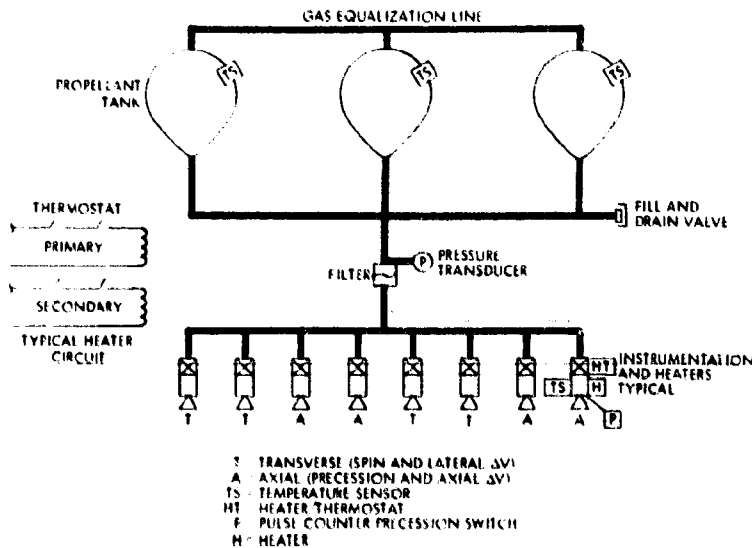 GAS EQUALIZATION LINE
PROPELLANT
TANK
TS
TS
TS
THERMOSTAT
PRIMARY
SECONDARY
TYPICAL HEATER
CIRCUIT
FILL AND
DRAIN VALVE
P
PRESSURE
TRANSDUCER
FILTER
HT
INSTRUMENTATION
AND HEATERS
TYPICAL
TS
H
P
T
T
A
A
T
T
A
A
T TRANSVERSE (SPIN AND LATERAL ΔV)
A AXIAL (PRECESSION AND AXIAL ΔV)
TS - TEMPERATURE SENSOR
HT HEATER/THERMOSTAT
P PULSE COUNTER PRECESSION SWITCH
H - HEATER